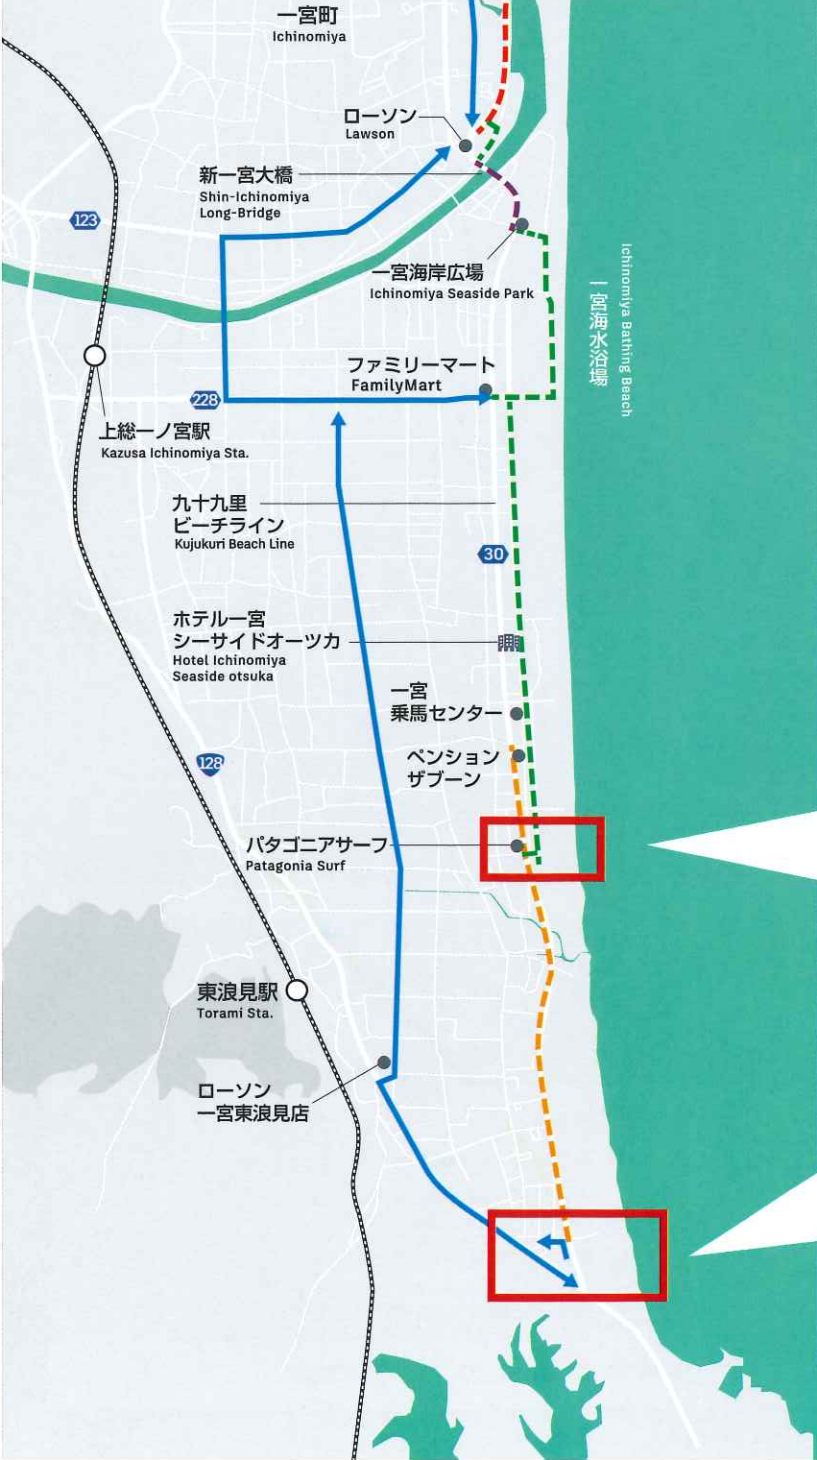 一宮町
Ichinomiya
ローソン
Lawson
新一宮大橋
Shin-Ichinomiya
Long-Bridge
123
一宮海岸広場
Ichinomiya Seaside Park
Ichinomiya Bathing Beach
一宮海水浴場
ファミリーマート
FamilyMart
228
上総一ノ宮駅
Kazusa Ichinomiya Sta.
九十九里
ビーチライン
Kujukuri Beach Line
30
ホテル一宮
シーサイドオーツカ
Hotel Ichinomiya
Seaside otsuka
一宮
乗馬センター
ペンション
ザブーン
128
パタゴニアサーフ
Patagonia Surf
東浪見駅
Torami Sta.
ローソン
一宮東浪見店